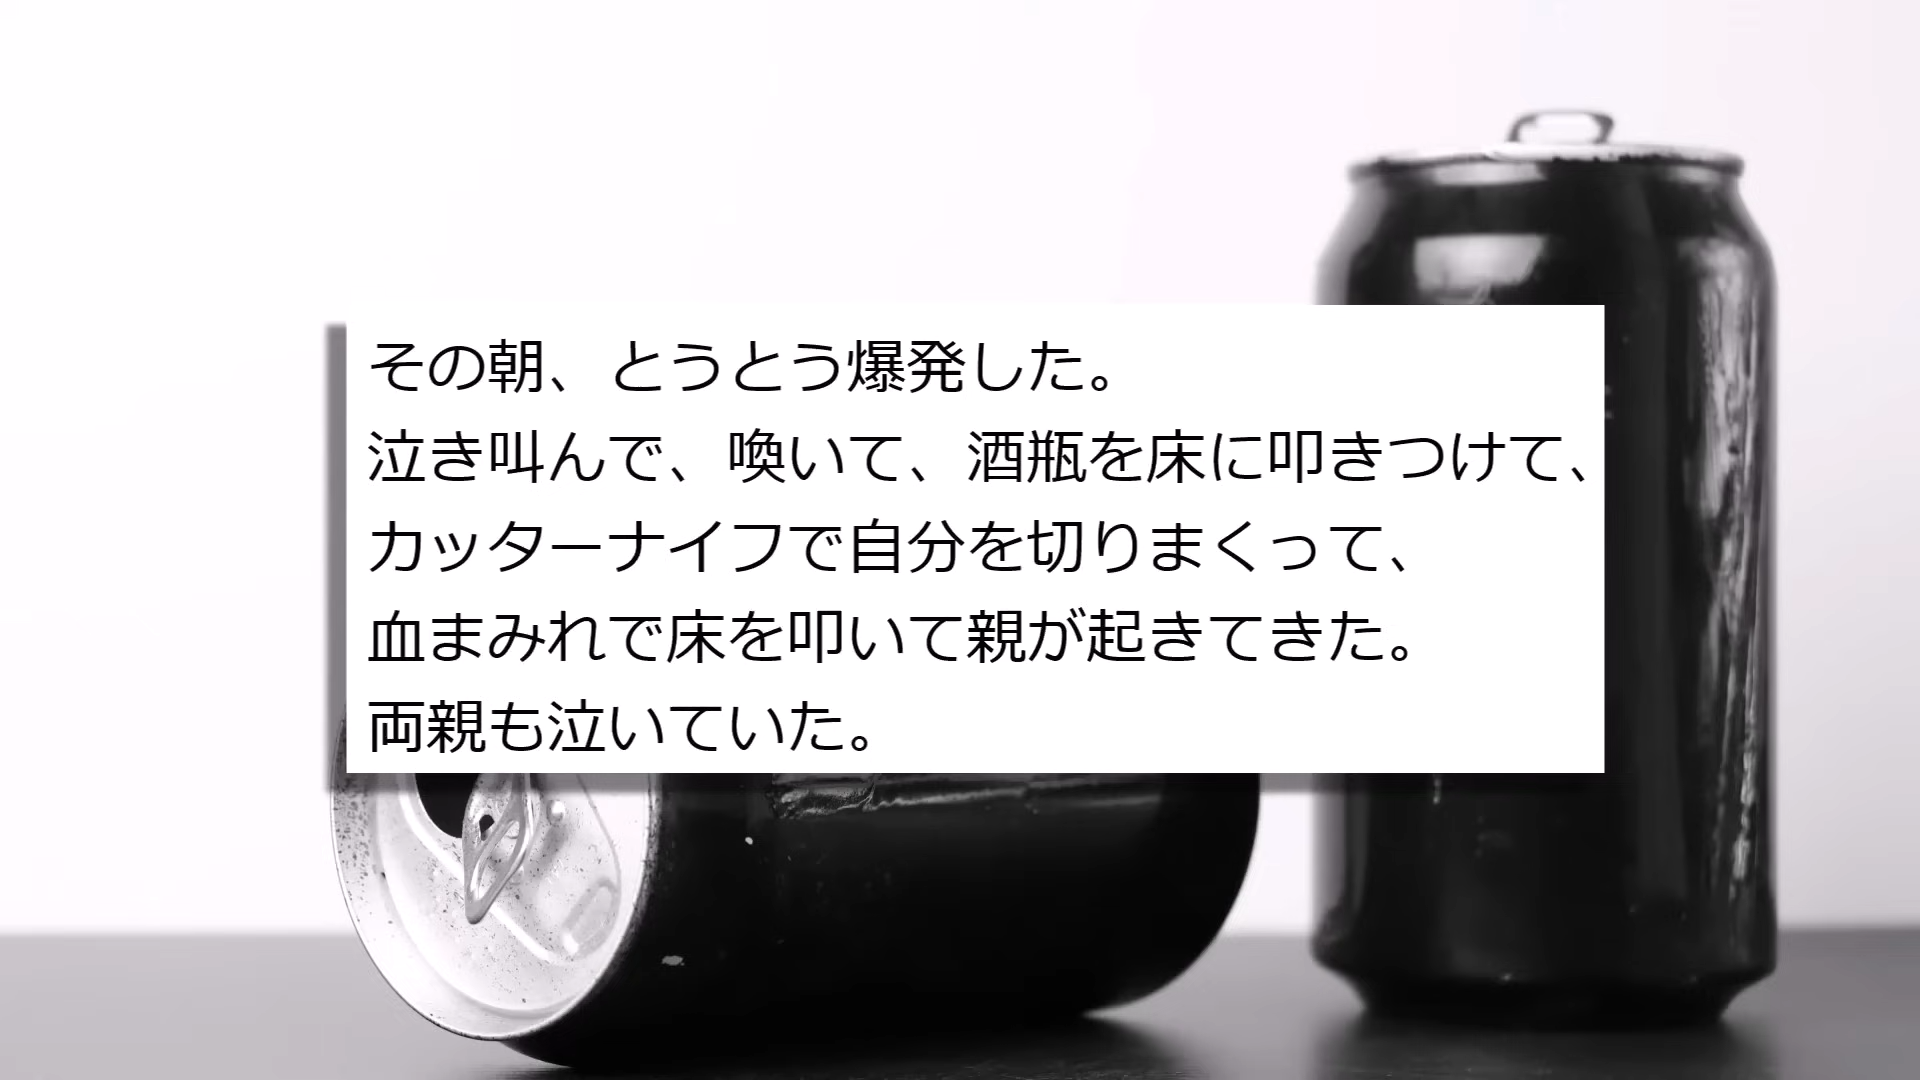 その朝、とうとう爆発した。
泣き叫んで、喚いて、酒瓶を床に叩きつけて、
カッターナイフで自分を切りまくって、
血まみれで床を叩いて親が起きてきた。
両親も泣いていた。